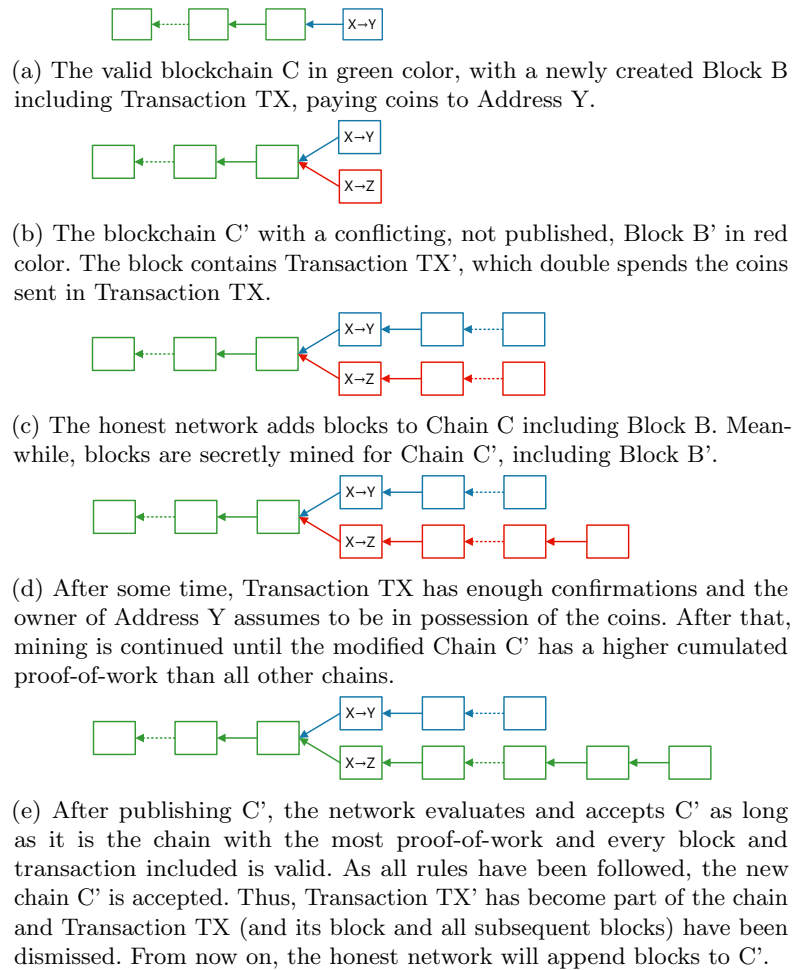 X→Y
(a) The valid blockchain C in green color, with a newly created Block B
including Transaction TX, paying coins to Address Y.
X→Y
X→Z
(b) The blockchain C’ with a conflicting, not published, Block B’ in red
color. The block contains Transaction TX’, which double spends the coins
sent in Transaction TX.
X→Y
X→Z
(c) The honest network adds blocks to Chain C including Block B. Mean-
while, blocks are secretly mined for Chain C’, including Block B’.
X→Y
X→Z
(d) After some time, Transaction TX has enough confirmations and the
owner of Address Y assumes to be in possession of the coins. After that,
mining is continued until the modified Chain C’ has a higher cumulated
proof-of-work than all other chains.
X→Y
X→Z
(e) After publishing C’, the network evaluates and accepts C’ as long
as it is the chain with the most proof-of-work and every block and
transaction included is valid. As all rules have been followed, the new
chain C’ is accepted. Thus, Transaction TX’ has become part of the chain
and Transaction TX (and its block and all subsequent blocks) have been
dismissed. From now on, the honest network will append blocks to C’.